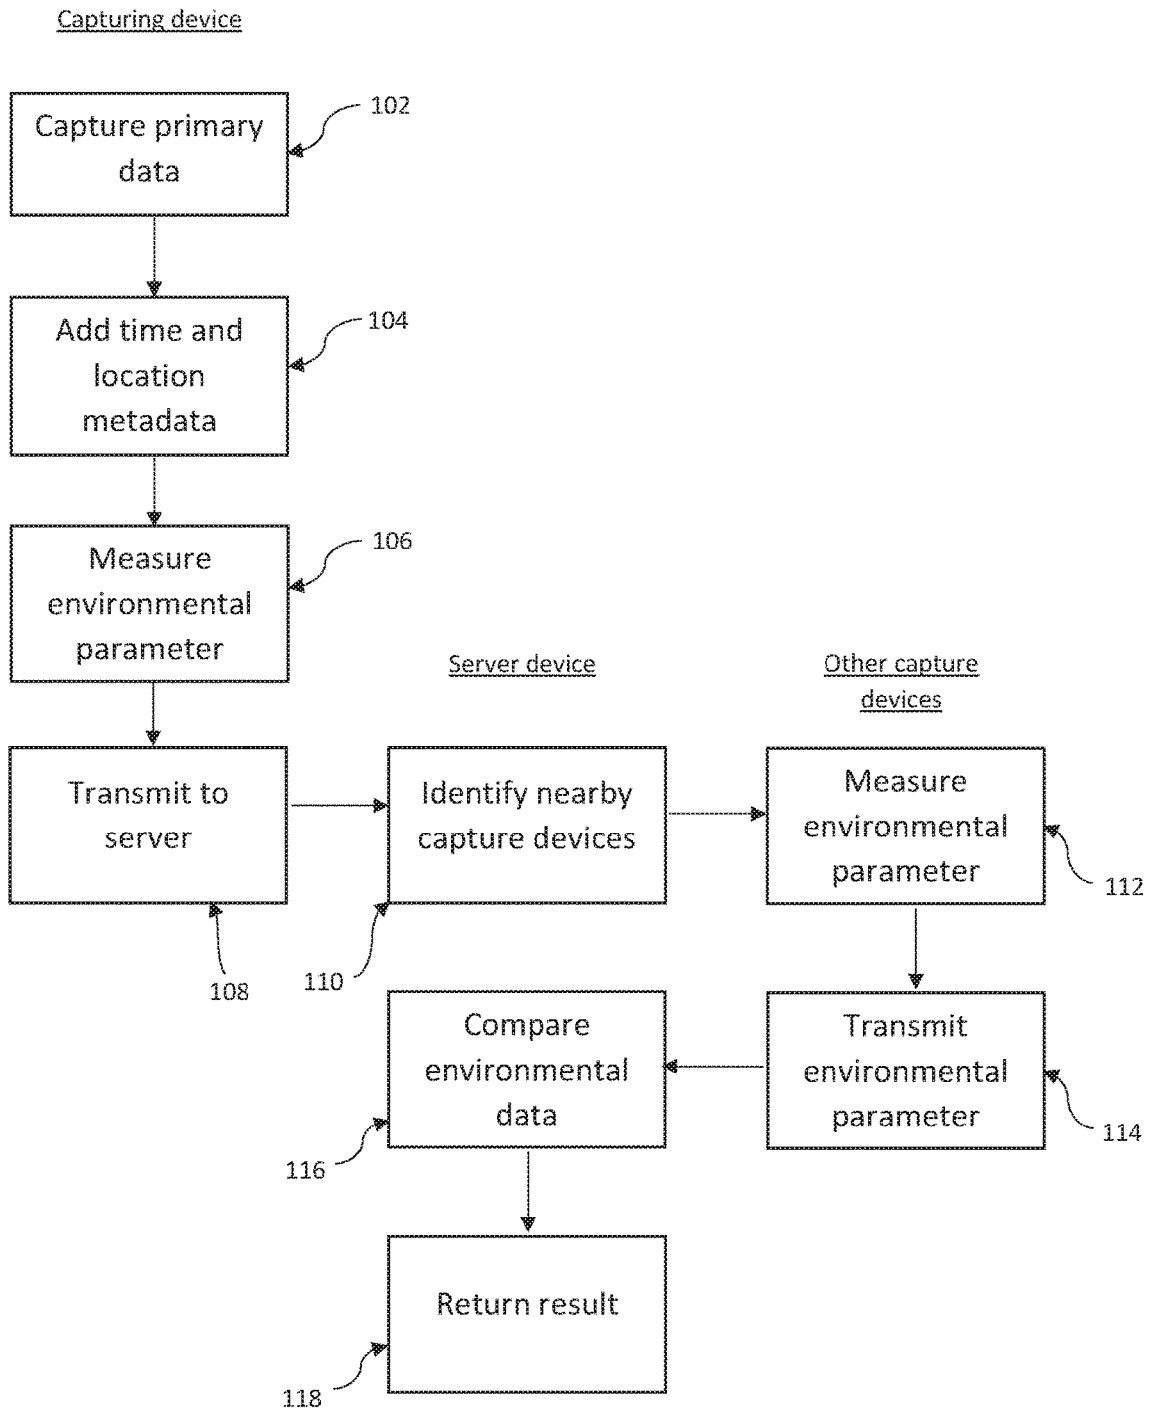 Capturing device
102
Capture primary
data
104
Add time and
location
metadata
106
Measure
environmental
parameter
Server device
Other capture
devices
Transmit to
server
108
Identify nearby
capture devices
110
Measure
environmental
parameter
112
Compare
environmental
data
116
Transmit
environmental
parameter
114
Return result
118